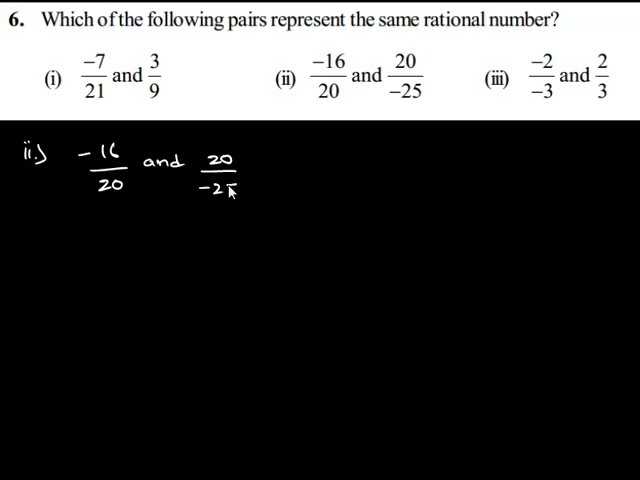 6. Which of the following pairs represent the same rational number?
(i) −7/21 and 3/9 (ii) −16/20 and 20/−25 (iii) −2/−3 and 2/3
ii.) −16/20 and 20/−25